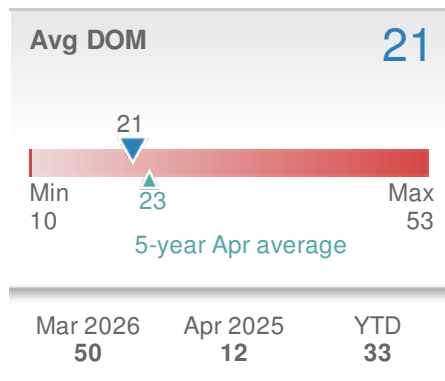 Avg DOM 21
21
Min Max
10 53
23
5-year Apr average
Mar 2026 Apr 2025 YTD
50 12 33